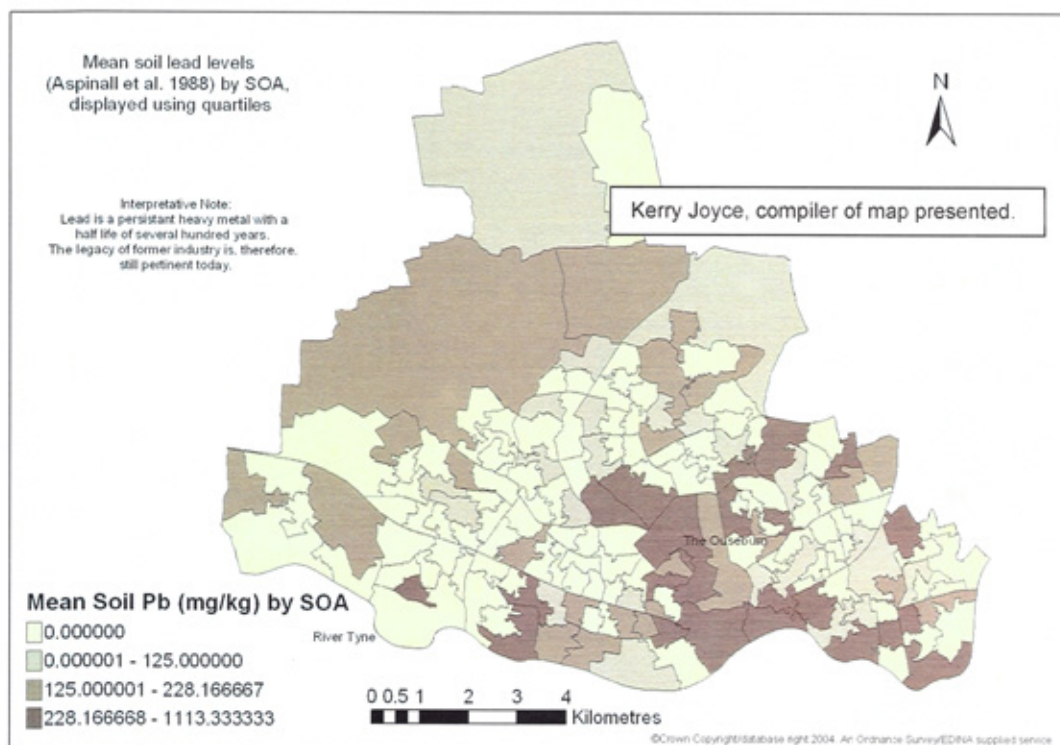 Mean soil lead levels
(Aspinall et al. 1988) by SOA,
displayed using quartiles
N
Interpretative Note:
Lead is a persistant heavy metal with a
half life of several hundred years.
The legacy of former industry is, therefore,
still pertinent today.
Kerry Joyce, compiler of map presented.
The Ouseburn
Mean Soil Pb (mg/kg) by SOA
0.000000
0.000001 - 125.000000
125.000001 - 228.166667
228.166668 - 1113.333333
River Tyne
0 0.5 1 2 3 4
Kilometres
©Crown Copyright/database right 2004. An Ordnance Survey/EDINA supplied service